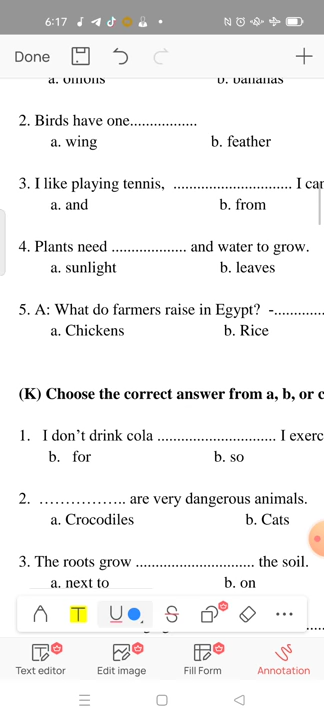 6:17
Done
a. onions b. bananas
2. Birds have one.................
a. wing b. feather
3. I like playing tennis, .............................. I can
a. and b. from
4. Plants need ................... and water to grow.
a. sunlight b. leaves
5. A: What do farmers raise in Egypt? -.............
a. Chickens b. Rice
(K) Choose the correct answer from a, b, or c
1. I don’t drink cola .............................. I exerc
b. for b. so
2. …………….. are very dangerous animals.
a. Crocodiles b. Cats
3. The roots grow .............................. the soil.
a. next to b. on
T U S
Text editor Edit image Fill Form Annotation